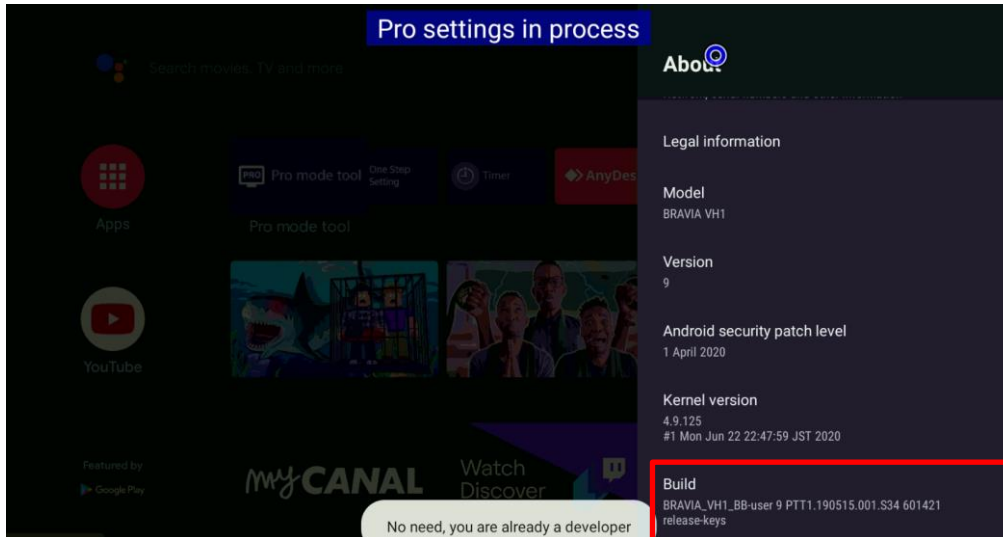 Pro settings in process
About
Search movies, TV and more
Legal information
PRO
Pro mode tool
One Step
Setting
Timer
AnyDes
Model
BRAVIA VH1
Apps
Pro mode tool
Version
9
Android security patch level
1 April 2020
YouTube
Kernel version
4.9.125
#1 Mon Jun 22 22:47:59 JST 2020
Featured by
Google Play
myCANAL
Watch
Discover
Build
BRAVIA_VH1_BB-user 9 PTT1.190515.001.S34 601421
release-keys
No need, you are already a developer